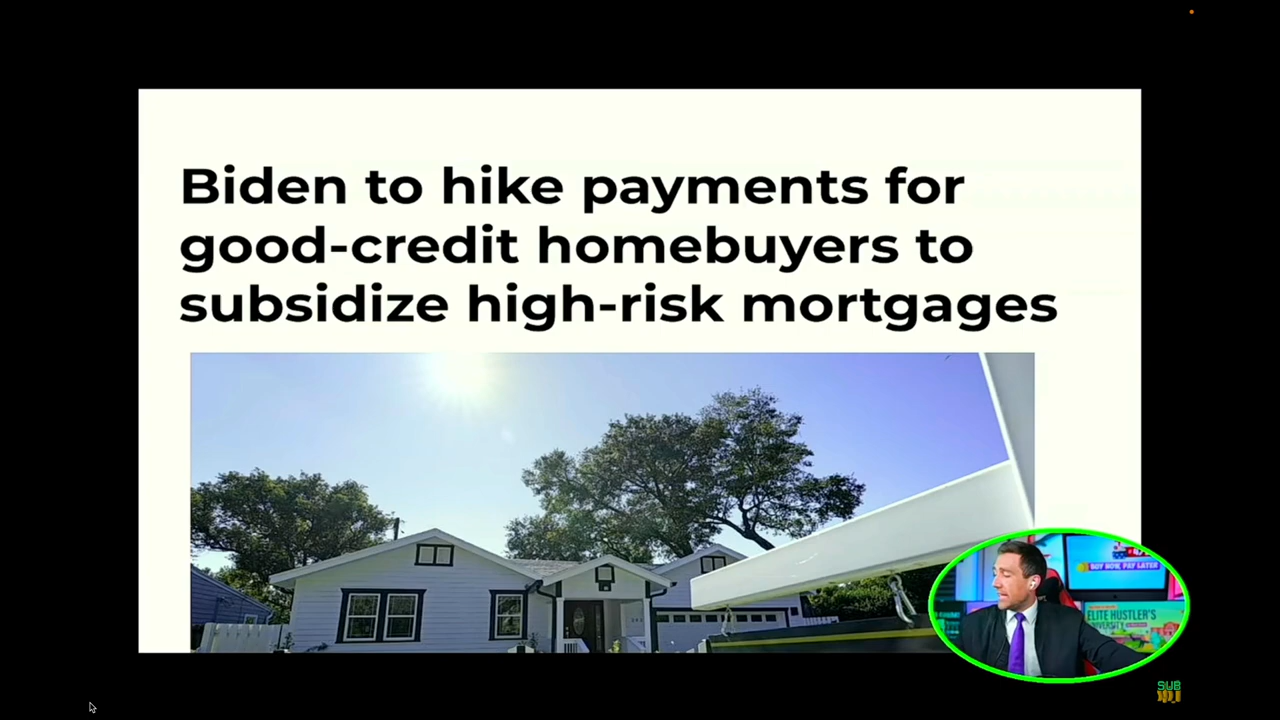 Biden to hike payments for
good-credit homebuyers to
subsidize high-risk mortgages
BUY NOW, PAY LATER
ELITE HUSTLER'S
UNIVERSITY
SUB